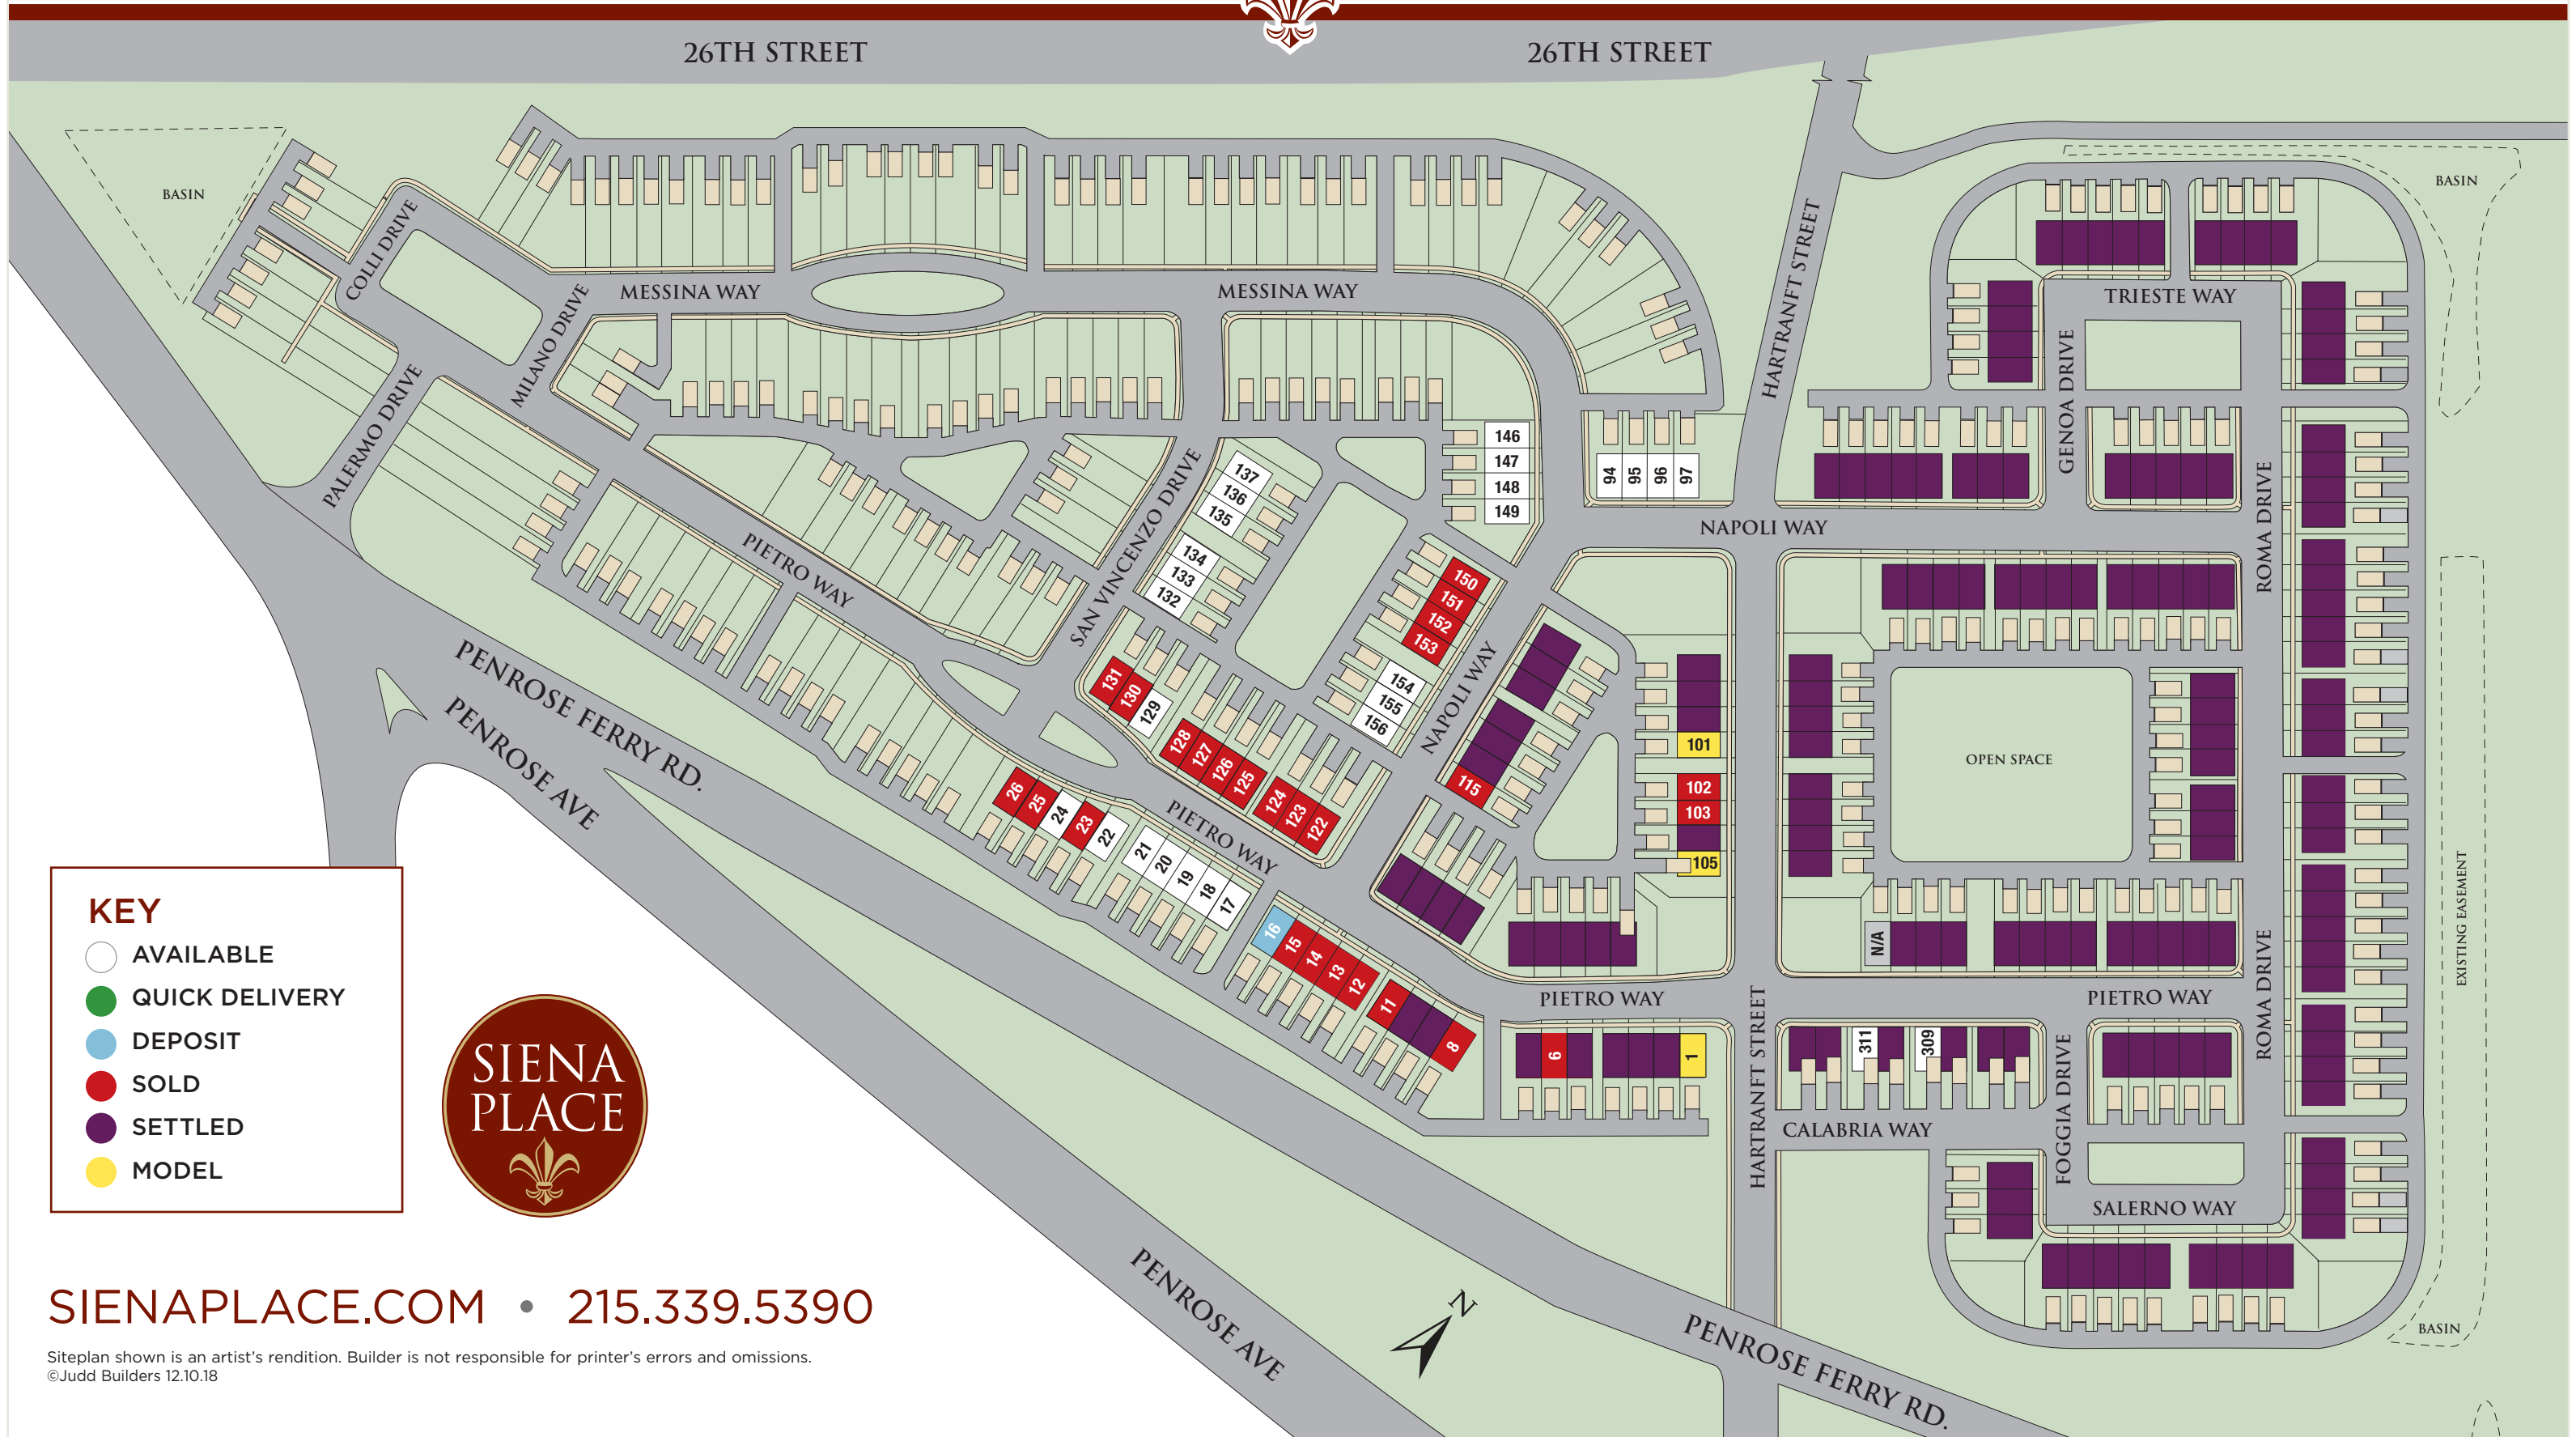 26TH STREET
26TH STREET
BASIN
BASIN
COLLI DRIVE
MILANO DRIVE
MESSINA WAY
MESSINA WAY
HARTRANFT STREET
TRIESTE WAY
GENOA DRIVE
PALERMO DRIVE
146
147
148
149
94
95
96
97
137
136
135
134
133
132
SAN VINCENZO DRIVE
NAPOLI WAY
ROMA DRIVE
PIETRO WAY
150
151
152
153
154
155
156
NAPOLI WAY
131
130
129
128
127
126
125
124
123
122
115
101
102
103
105
OPEN SPACE
PENROSE FERRY RD.
PENROSE AVE
26
25
24
23
22
21
20
19
18
17
PIETRO WAY
16
15
14
13
12
11
8
N/A
EXISTING EASEMENT
PIETRO WAY
PIETRO WAY
ROMA DRIVE
6
1
311
309
HARTRANFT STREET
FOGGIA DRIVE
CALABRIA WAY
SALERNO WAY
KEY
AVAILABLE
QUICK DELIVERY
DEPOSIT
SOLD
SETTLED
MODEL
SIENA
PLACE
PENROSE AVE
N
PENROSE FERRY RD.
BASIN
SIENAPLACE.COM • 215.339.5390
Siteplan shown is an artist's rendition. Builder is not responsible for printer's errors and omissions.
©Judd Builders 12.10.18